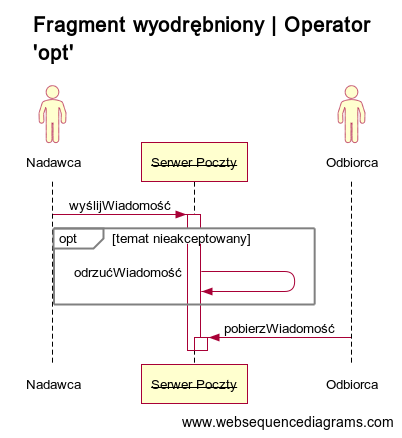 Fragment wyodrębniony | Operator
'opt'
Nadawca
Serwer Poczty
Odbiorca
wyślijWiadomość
opt
[temat nieakceptowany]
odrzućWiadomość
pobierzWiadomość
Nadawca
Serwer Poczty
Odbiorca
www.websequencediagrams.com